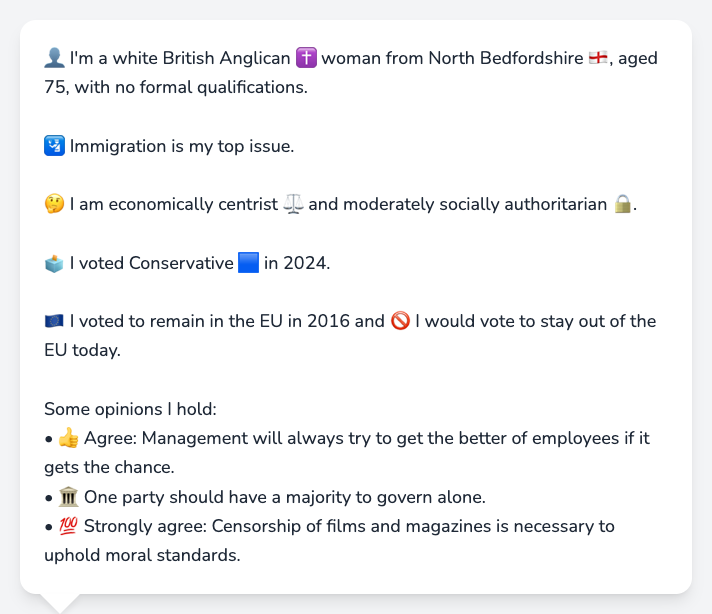 👤 I'm a white British Anglican ✝️ woman from North Bedfordshire 🏴󠁧󠁢󠁥󠁮󠁧󠁿, aged
75, with no formal qualifications.
🛂 Immigration is my top issue.
🤔 I am economically centrist ⚖️ and moderately socially authoritarian 🔒.
🗳️ I voted Conservative 🟦 in 2024.
🇪🇺 I voted to remain in the EU in 2016 and 🚫 I would vote to stay out of the
EU today.
Some opinions I hold:
• 👍 Agree: Management will always try to get the better of employees if it
gets the chance.
• 🏛️ One party should have a majority to govern alone.
• 💯 Strongly agree: Censorship of films and magazines is necessary to
uphold moral standards.